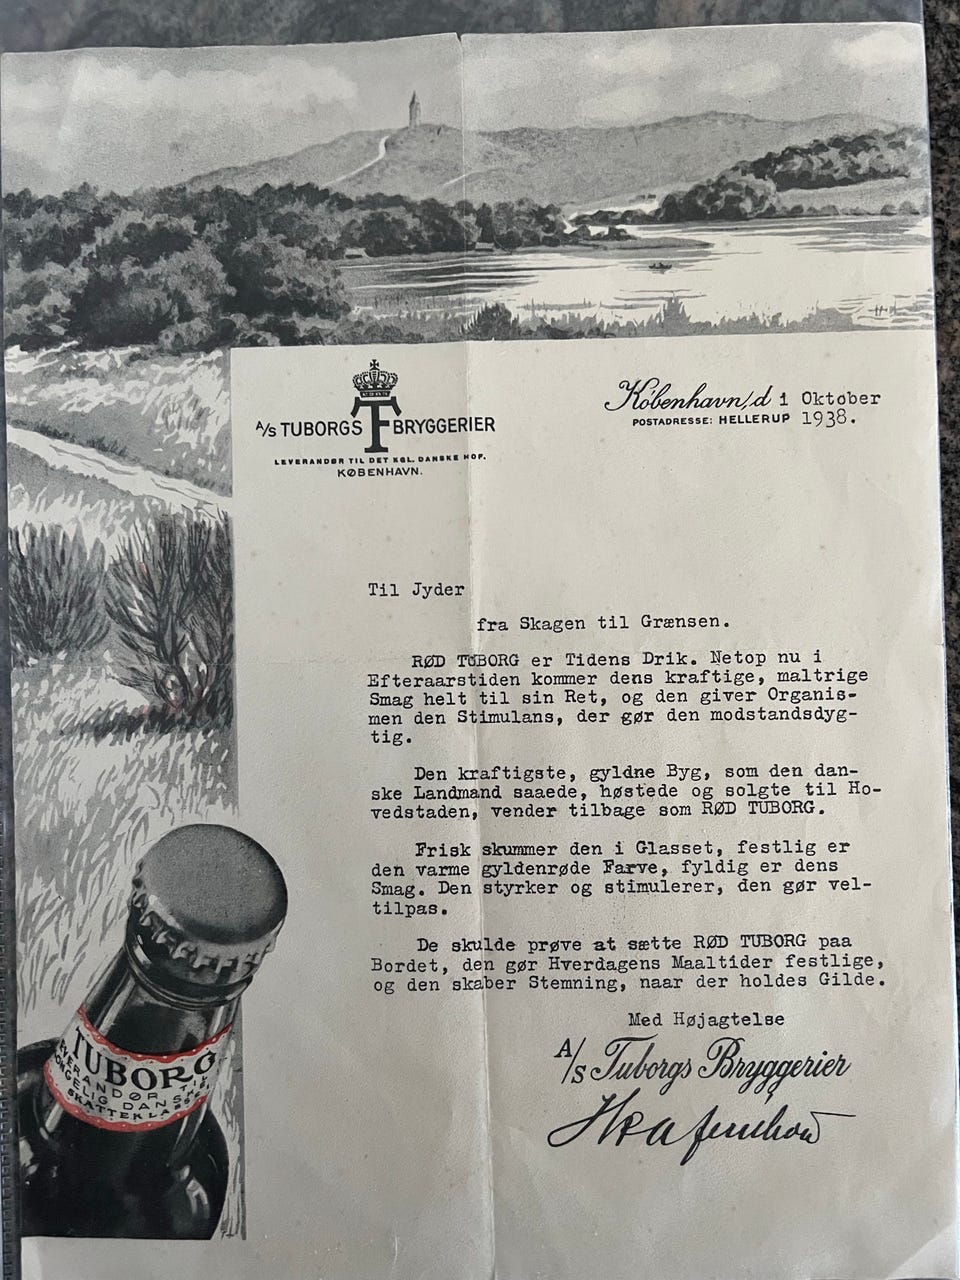 A/S TUBORGS BRYGGERIER
LEVERANDØR TIL DET KGL. DANSKE HOF.
KØBENHAVN.
København, d 1 Oktober
POSTADRESSE: HELLERUP 1938.
Til Jyder
fra Skagen til Grænsen.
RØD TUBORG er Tidens Drik. Netop nu i
Efteraarstiden kommer dens kraftige, maltrige
Smag helt til sin Ret, og den giver Organis-
men den Stimulans, der gør den modstandsdyg-
tig.
Den kraftigste, gyldne Byg, som den dan-
ske Landmand saaede, høstede og solgte til Ho-
vedstaden, vender tilbage som RØD TUBORG.
Frisk skummer den i Glasset, festlig er
den varme gyldenrøde Farve, fyldig er dens
Smag. Den styrker og stimulerer, den gør vel-
tilpas.
De skulde prøve at sætte RØD TUBORG paa
Bordet, den gør Hverdagens Maaltider festlige,
og den skaber Stemning, naar der holdes Gilde.
Med Højagtelse
A/S Tuborgs Bryggerier
TUBORG
LEVERANDØR TIL
KONGELIG DANSKE
SKATTEKLASSE